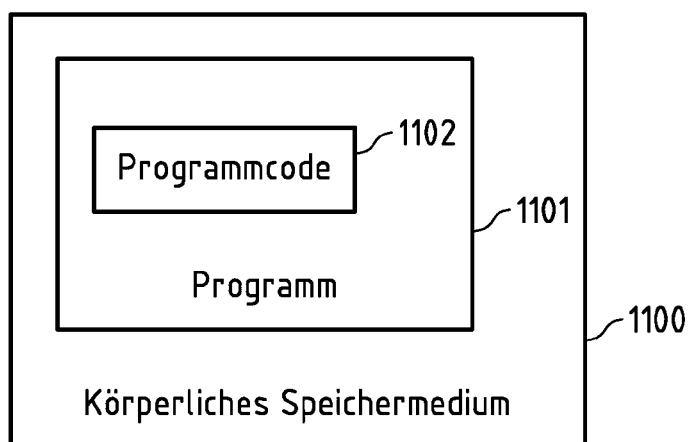 1102
Programmcode
1101
Programm
1100
Körperliches Speichermedium